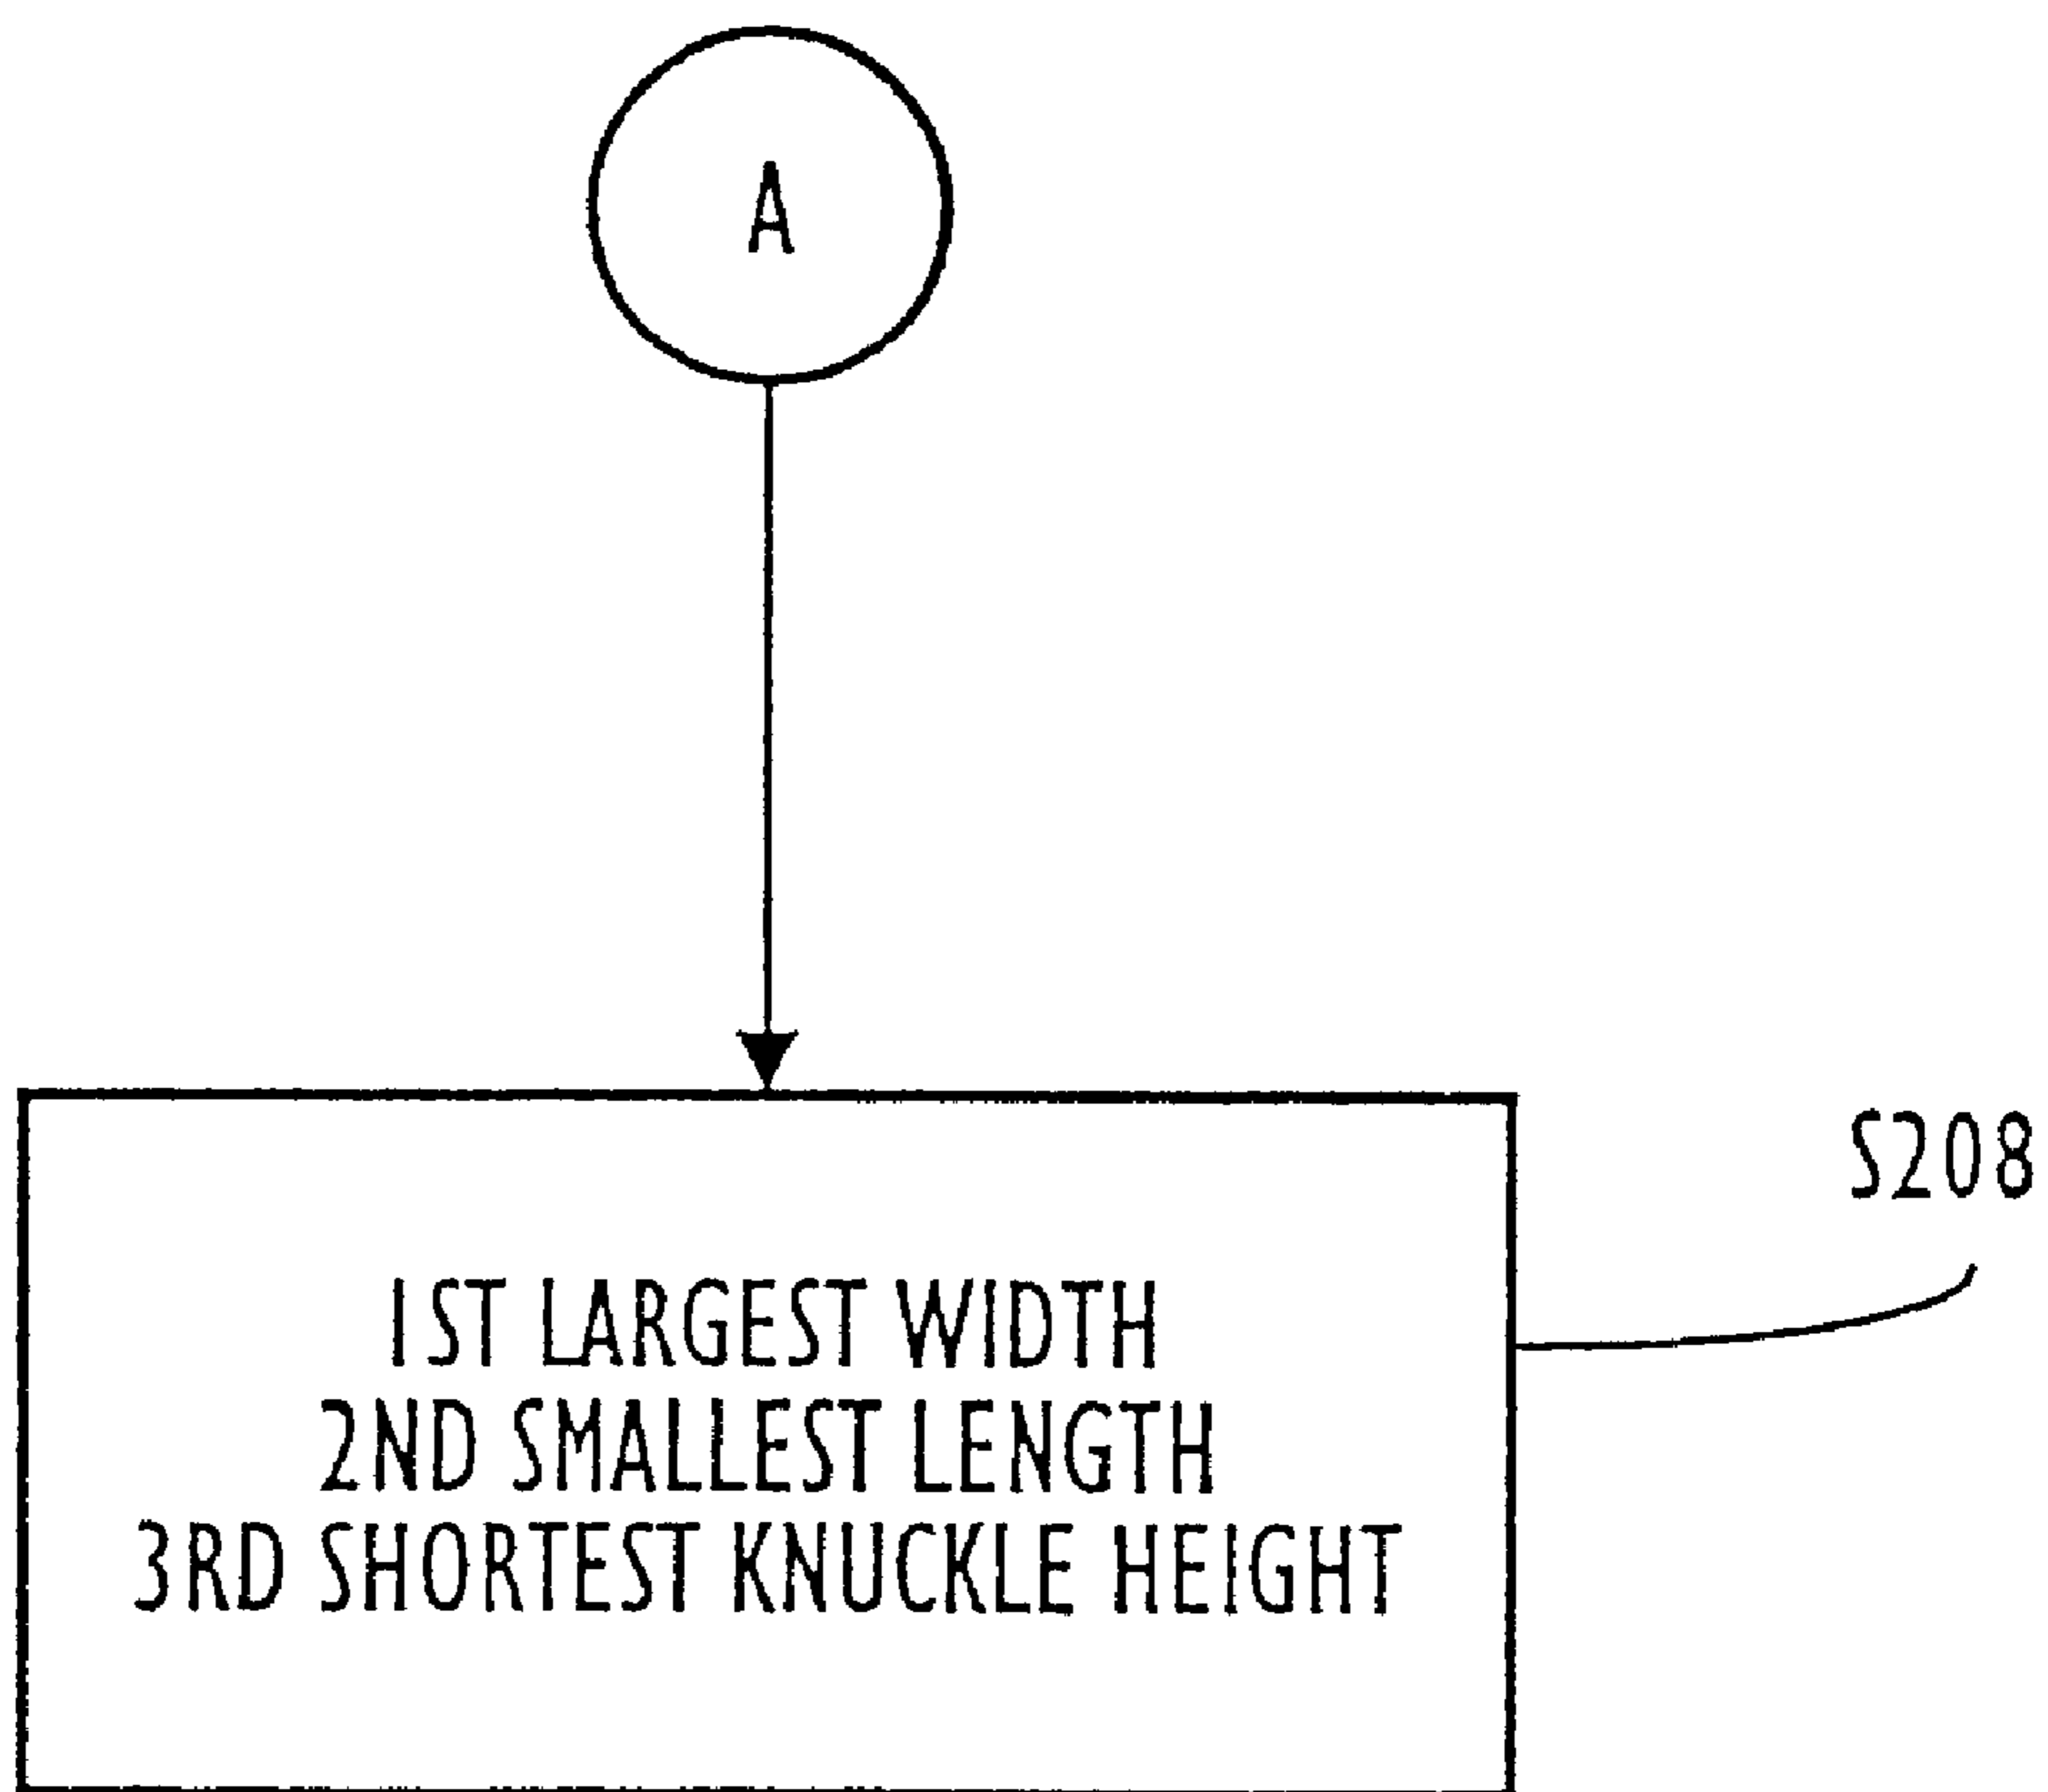 A
S208
1ST LARGEST WIDTH
2ND SMALLEST LENGTH
3RD SHORTEST KNUCKLE HEIGHT